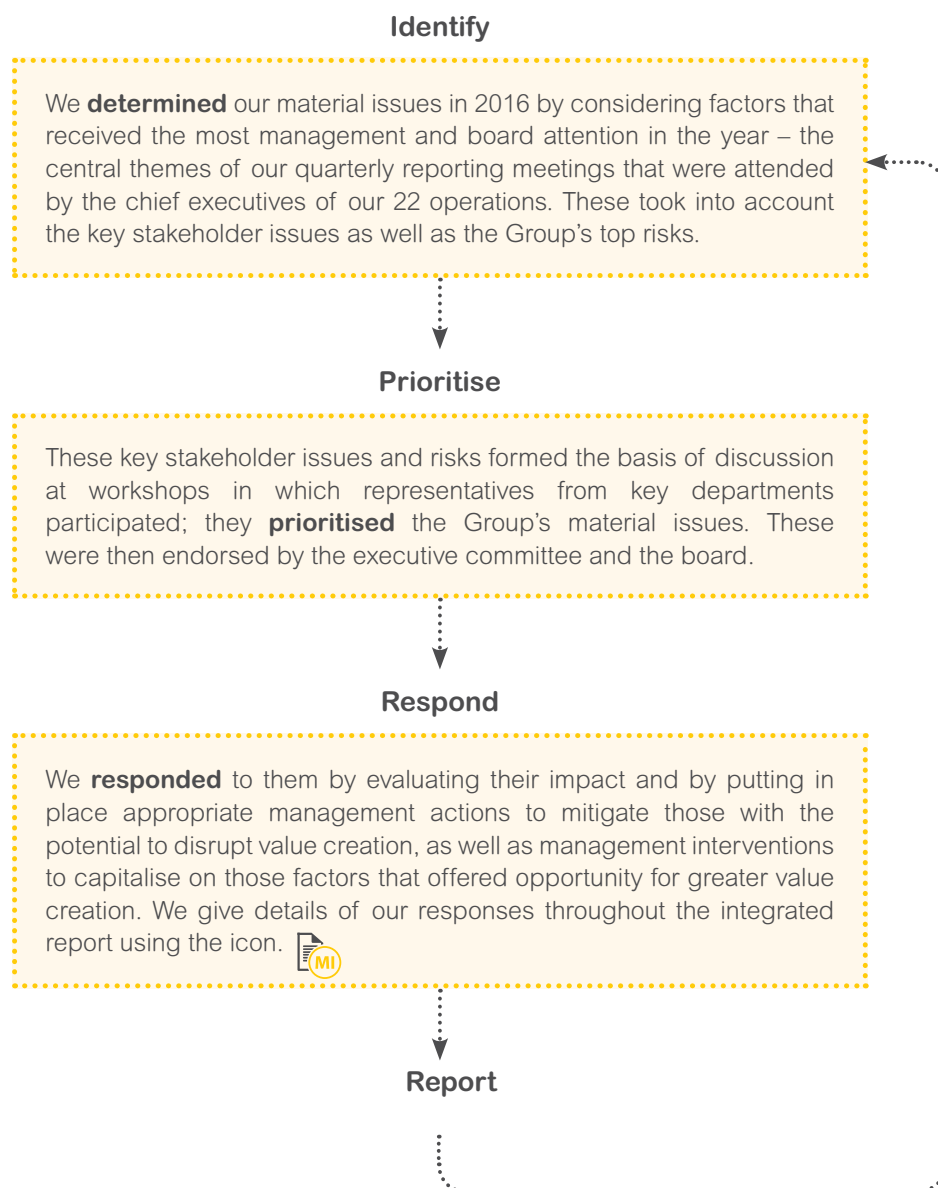 Identify
We determined our material issues in 2016 by considering factors that
received the most management and board attention in the year – the
central themes of our quarterly reporting meetings that were attended
by the chief executives of our 22 operations. These took into account
the key stakeholder issues as well as the Group's top risks.
Prioritise
These key stakeholder issues and risks formed the basis of discussion
at workshops in which representatives from key departments
participated; they prioritised the Group's material issues. These
were then endorsed by the executive committee and the board.
Respond
We responded to them by evaluating their impact and by putting in
place appropriate management actions to mitigate those with the
potential to disrupt value creation, as well as management interventions
to capitalise on those factors that offered opportunity for greater value
creation. We give details of our responses throughout the integrated
report using the icon. MI
Report